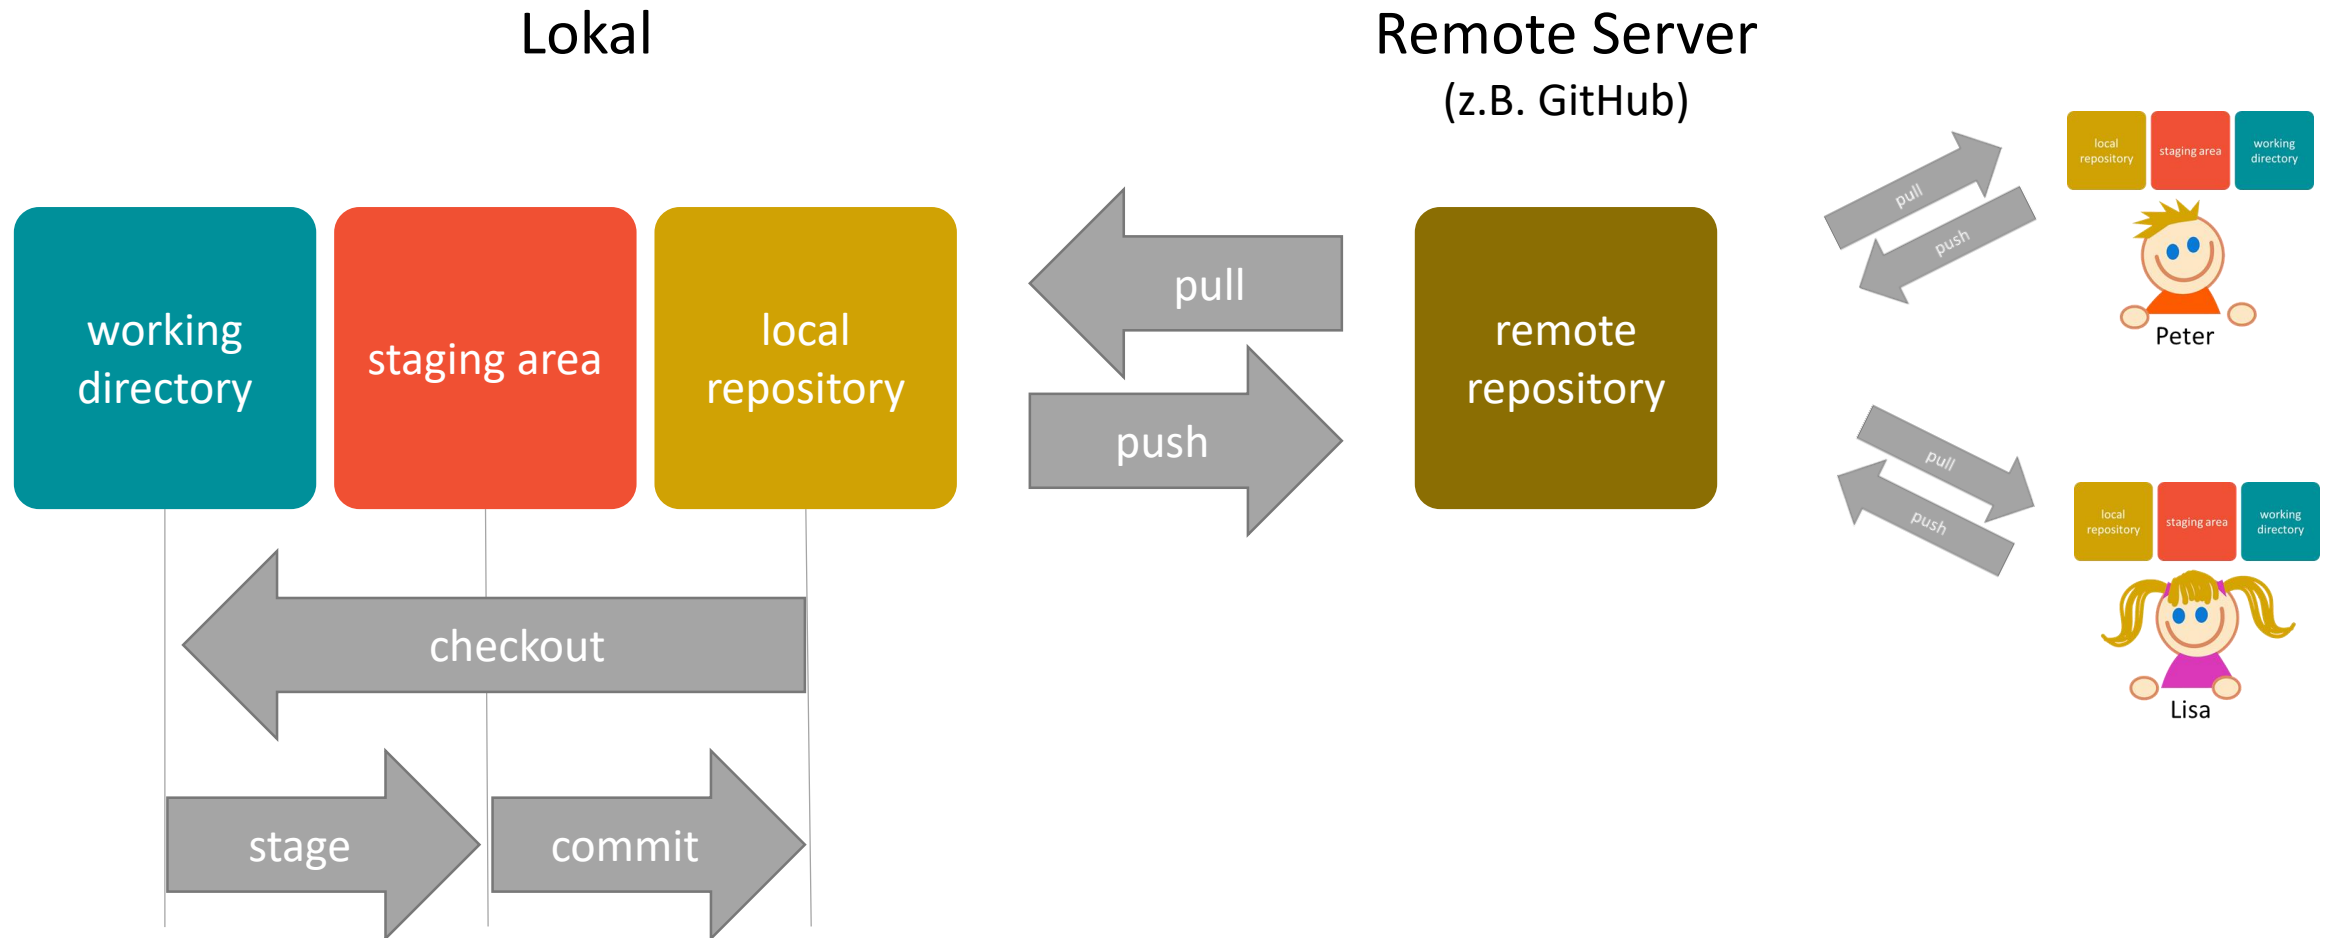 Lokal
Remote Server
(z.B. GitHub)
working
directory
staging area
local
repository
pull
push
remote
repository
checkout
stage
commit
pull
push
local
repository
staging area
working
directory
Peter
pull
push
local
repository
staging area
working
directory
Lisa